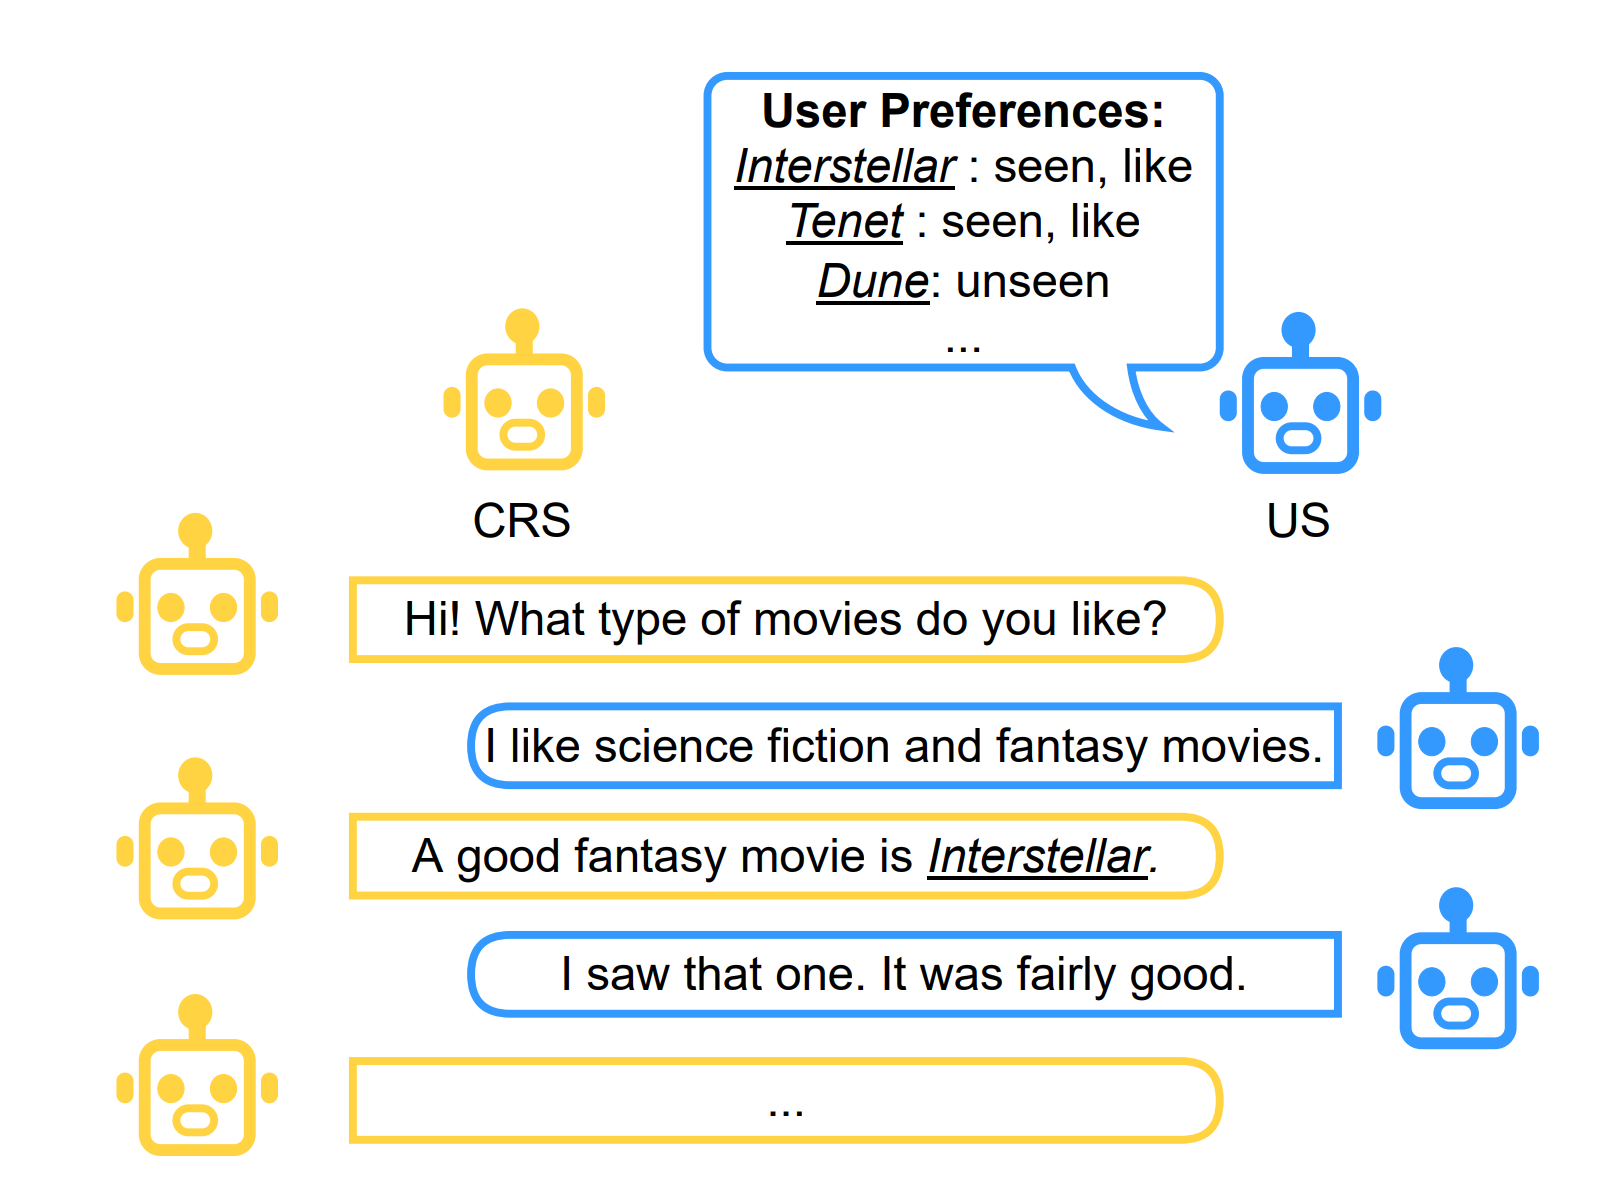 User Preferences:
Interstellar : seen, like
Tenet : seen, like
Dune: unseen
...
CRS
US
Hi! What type of movies do you like?
I like science fiction and fantasy movies.
A good fantasy movie is Interstellar.
I saw that one. It was fairly good.
...